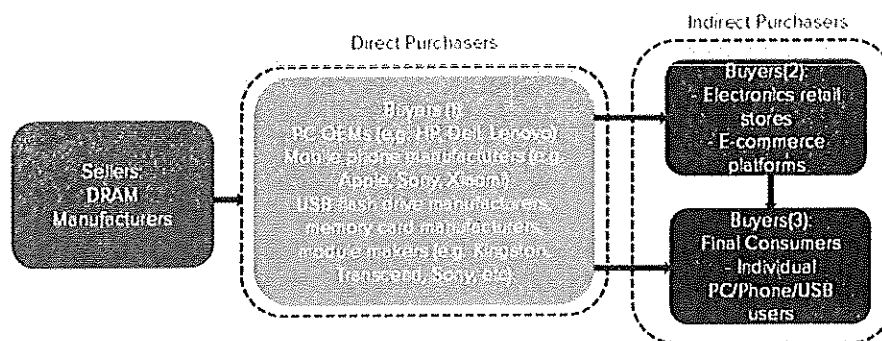 Indirect Purchasers
Direct Purchasers
Buyers(1)
PC OEMs (e.g. HP, Dell, Lenovo)
Mobile phone manufacturers (e.g.
Apple, Sony, Xiaomi)
USB flash drive manufacturers,
memory card manufacturers,
module makers (e.g. Kingston,
Transcend, Sony, etc)
Buyers(2)
- Electronics retail
stores
- E-commerce
platforms
Sellers:
DRAM
Manufacturers
Buyers(3)
Final Consumers
- Individual
PC/Phone/USB
users